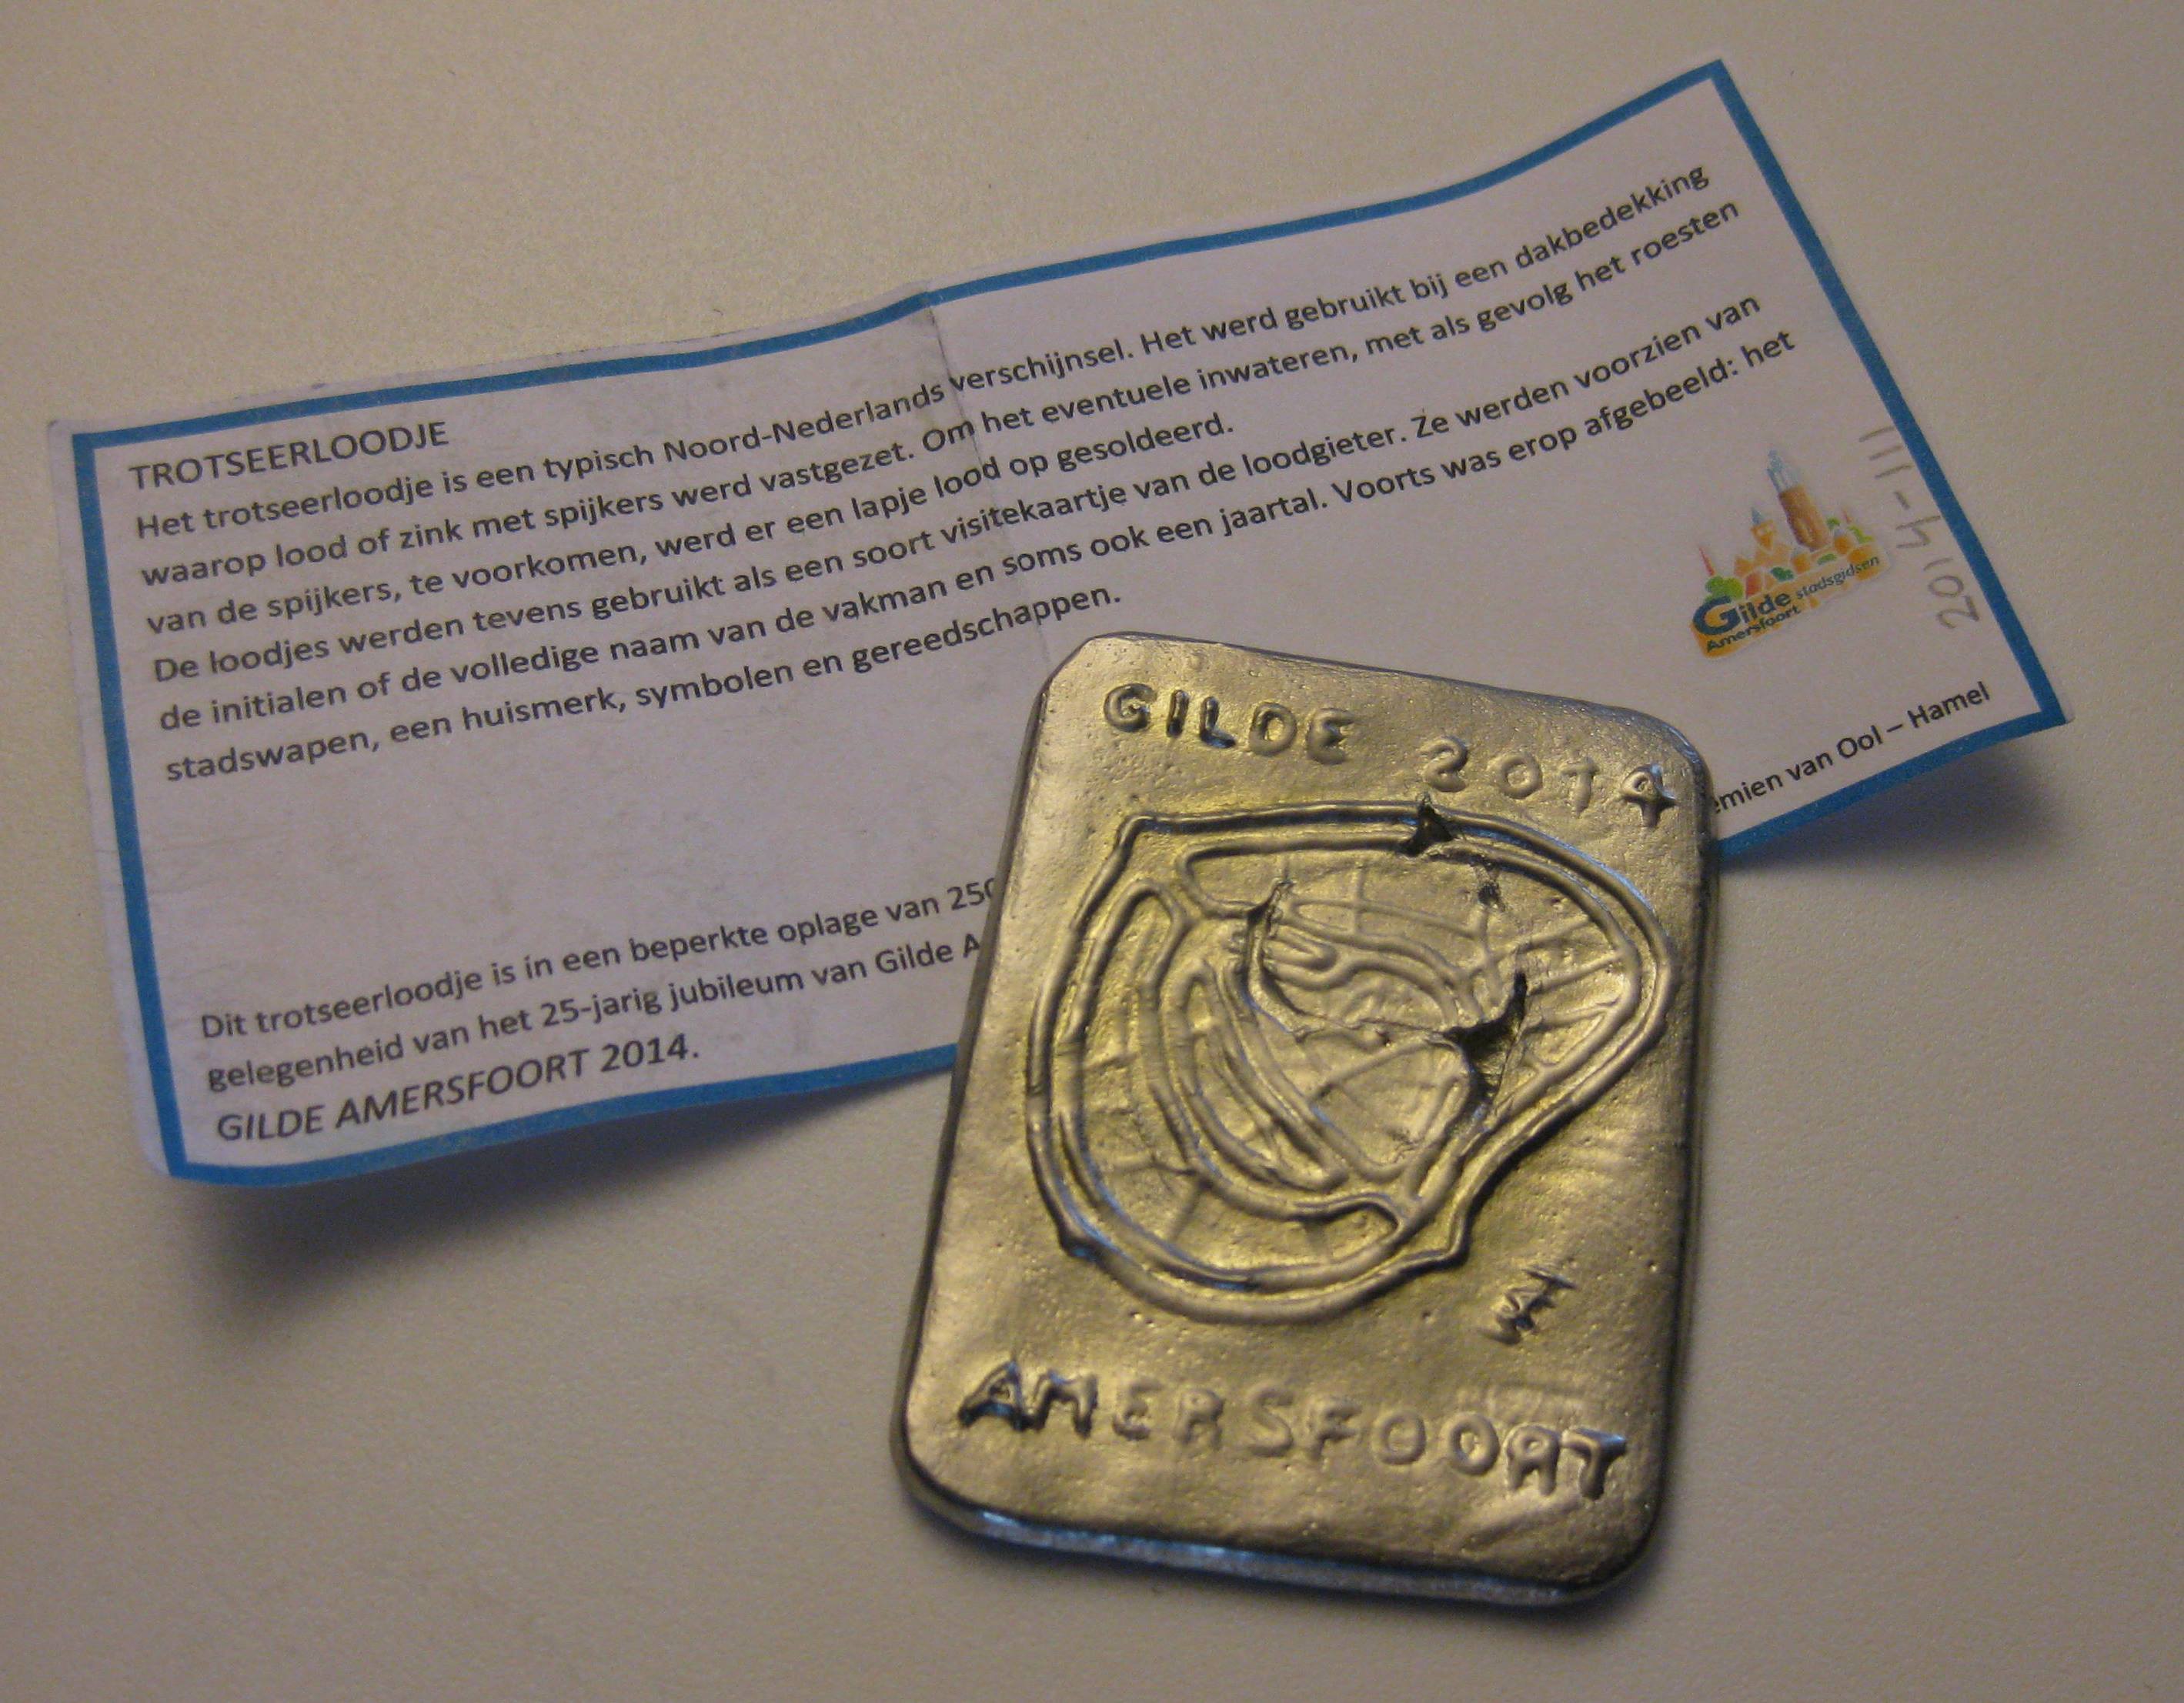 TROTSEERLOODJE
Het trotseerloodje is een typisch Noord-Nederlands verschijnsel. Het werd gebruikt bij een dakbedekking
waarop lood of zink met spijkers werd vastgezet. Om het eventuele inwateren, met als gevolg het roesten
van de spijkers, te voorkomen, werd er een lapje lood op gesoldeerd.
De loodjes werden tevens gebruikt als een soort visitekaartje van de loodgieter. Ze werden voorzien van
de initialen of de volledige naam van de vakman en soms ook een jaartal. Voorts was erop afgebeeld: het
stadswapen, een huismerk, symbolen en gereedschappen.
Gilde stadsgidsen
Amersfoort
2014-111
Dit trotseerloodje is in een beperkte oplage van 250
gelegenheid van het 25-jarig jubileum van Gilde A
van Ool – Hamel
GILDE AMERSFOORT 2014.
GILDE 2014
AMERSFOORT